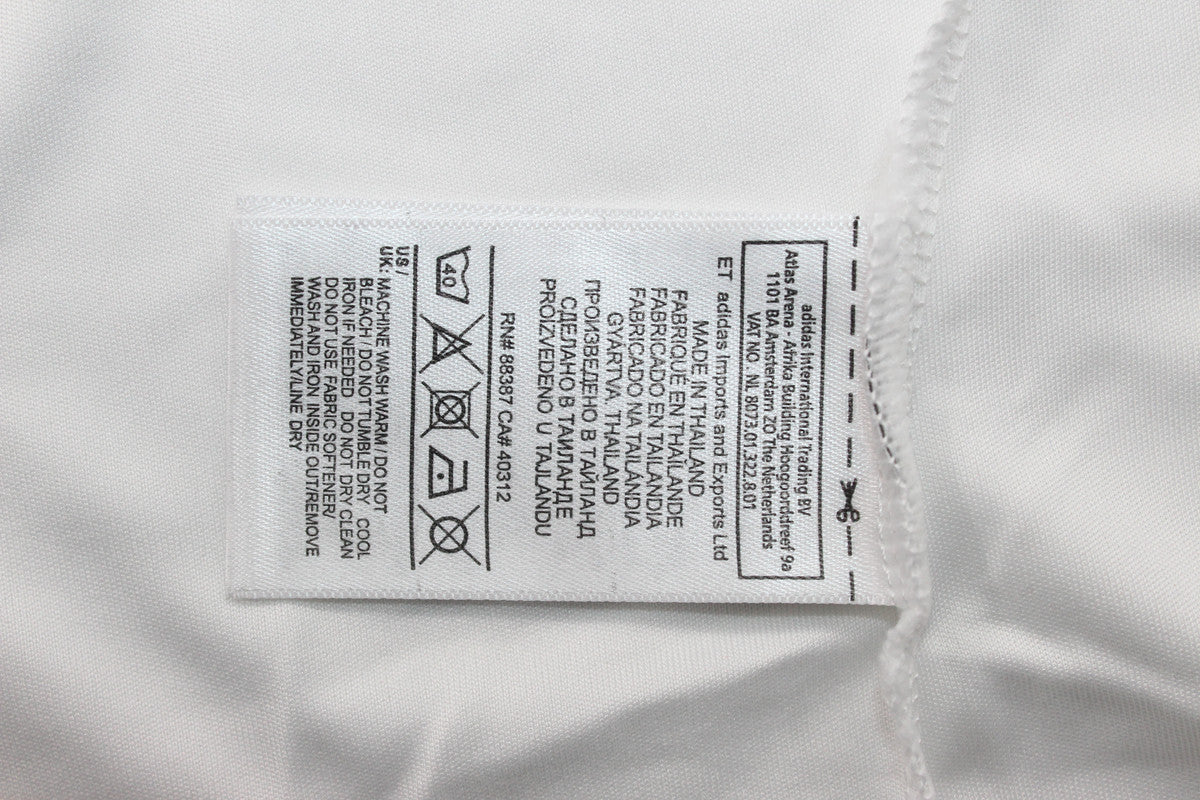 adidas International Trading BV
Atlas Arena - Afrika Building Hoogoorddreef 9a
1101 BA Amsterdam ZO The Netherlands
VAT NO. NL 8073.01.322.B.01
ET adidas Imports and Exports Ltd
MADE IN THAILAND
FABRIQUÉ EN THAÏLANDE
FABRICADO EN TAILANDIA
FABRICADO NA TAILÂNDIA
GYÁRTVA THAILAND
ПРОИЗВЕДЕНО В ТАЙЛАНД
СДЕЛАНО В ТАИЛАНДЕ
PROIZVEDENO U TAJLANDU
RN# 88387 CA# 40312
40
US /
UK: MACHINE WASH WARM / DO NOT
BLEACH / DO NOT TUMBLE DRY COOL
IRON IF NEEDED DO NOT DRY CLEAN
DO NOT USE FABRIC SOFTENER/
WASH AND IRON INSIDE OUT/REMOVE
IMMEDIATELY/LINE DRY